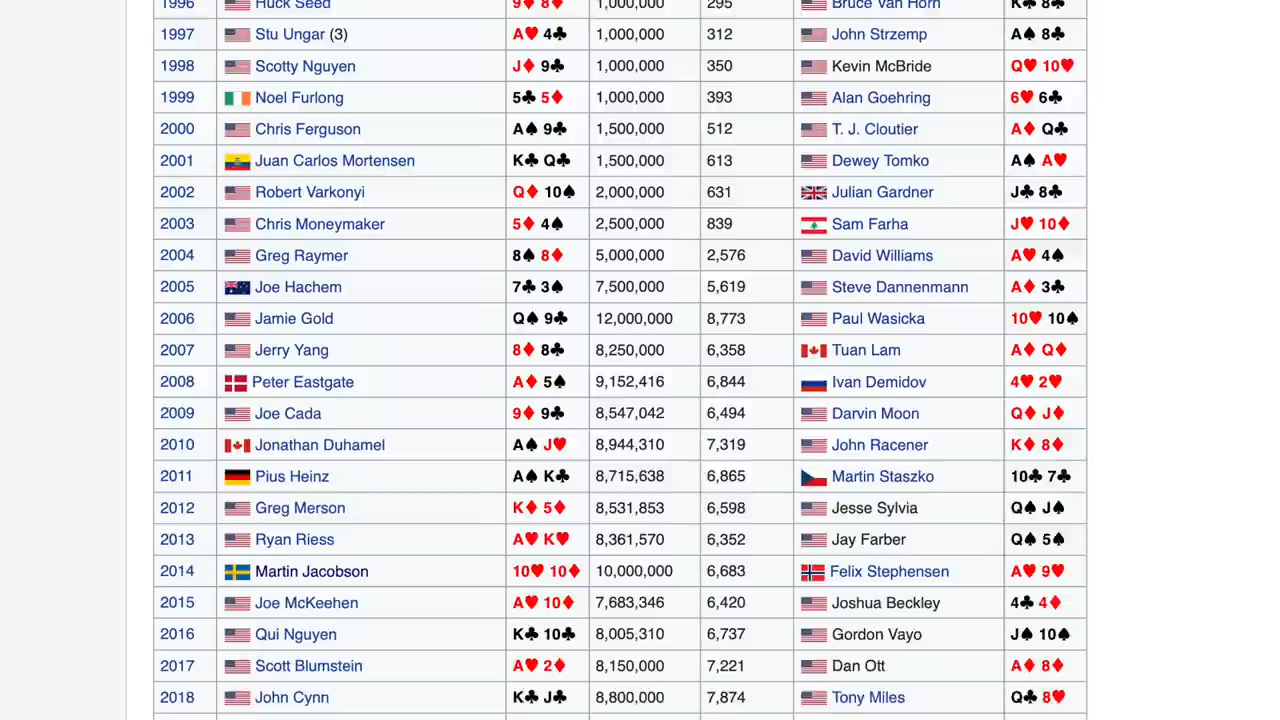 1996 Huck Seed 9♦ 8♦ 1,000,000 295 Bruce Van Horn K♣ 8♣
1997 Stu Ungar (3) A♥ 4♣ 1,000,000 312 John Strzemp A♠ 8♣
1998 Scotty Nguyen J♦ 9♣ 1,000,000 350 Kevin McBride Q♥ 10♥
1999 Noel Furlong 5♣ 5♦ 1,000,000 393 Alan Goehring 6♥ 6♣
2000 Chris Ferguson A♠ 9♣ 1,500,000 512 T. J. Cloutier A♦ Q♣
2001 Juan Carlos Mortensen K♣ Q♣ 1,500,000 613 Dewey Tomko A♠ A♥
2002 Robert Varkonyi Q♦ 10♠ 2,000,000 631 Julian Gardner J♣ 8♣
2003 Chris Moneymaker 5♦ 4♠ 2,500,000 839 Sam Farha J♥ 10♦
2004 Greg Raymer 8♠ 8♦ 5,000,000 2,576 David Williams A♥ 4♠
2005 Joe Hachem 7♣ 3♠ 7,500,000 5,619 Steve Dannenmann A♦ 3♣
2006 Jamie Gold Q♠ 9♣ 12,000,000 8,773 Paul Wasicka 10♥ 10♠
2007 Jerry Yang 8♦ 8♣ 8,250,000 6,358 Tuan Lam A♦ Q♦
2008 Peter Eastgate A♦ 5♠ 9,152,416 6,844 Ivan Demidov 4♥ 2♥
2009 Joe Cada 9♦ 9♣ 8,547,042 6,494 Darvin Moon Q♦ J♦
2010 Jonathan Duhamel A♠ J♥ 8,944,310 7,319 John Racener K♦ 8♦
2011 Pius Heinz A♠ K♣ 8,715,638 6,865 Martin Staszko 10♣ 7♣
2012 Greg Merson K♦ 5♦ 8,531,853 6,598 Jesse Sylvia Q♠ J♠
2013 Ryan Riess A♥ K♥ 8,361,570 6,352 Jay Farber Q♠ 5♠
2014 Martin Jacobson 10♥ 10♦ 10,000,000 6,683 Felix Stephensen A♥ 9♥
2015 Joe McKeehen A♥ 10♦ 7,683,346 6,420 Joshua Beckley 4♣ 4♦
2016 Qui Nguyen K♣ 10♣ 8,005,310 6,737 Gordon Vayo J♠ 10♠
2017 Scott Blumstein A♥ 2♦ 8,150,000 7,221 Dan Ott A♦ 8♦
2018 John Cynn K♣ J♣ 8,800,000 7,874 Tony Miles Q♣ 8♥